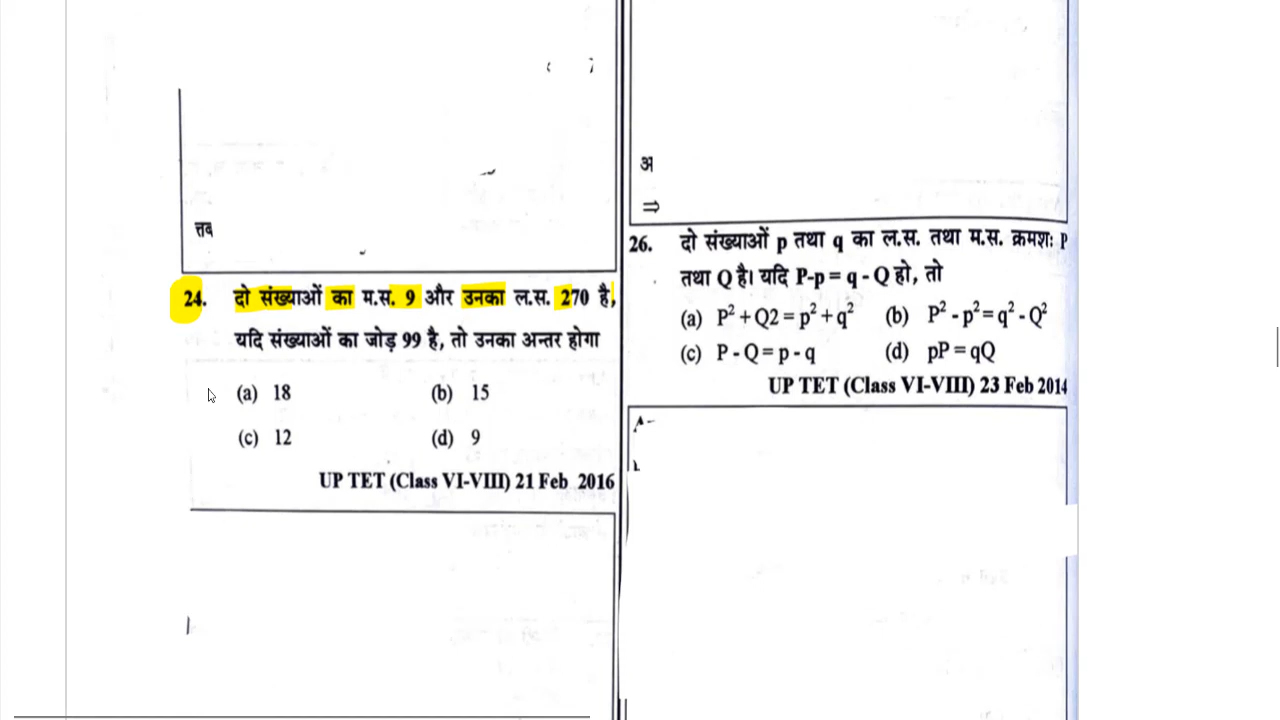 तब
24. दो संख्याओं का म.स. 9 और उनका ल.स. 270 है,
यदि संख्याओं का जोड़ 99 है, तो उनका अन्तर होगा
(a) 18 (b) 15
(c) 12 (d) 9
UP TET (Class VI-VIII) 21 Feb 2016
अ
⇒
26. दो संख्याओं p तथा q का ल.स. तथा म.स. क्रमशः P
तथा Q है। यदि P-p = q - Q हो, तो
(a) P² + Q2 = p² + q² (b) P² - p² = q² - Q²
(c) P - Q = p - q (d) pP = qQ
UP TET (Class VI-VIII) 23 Feb 2014